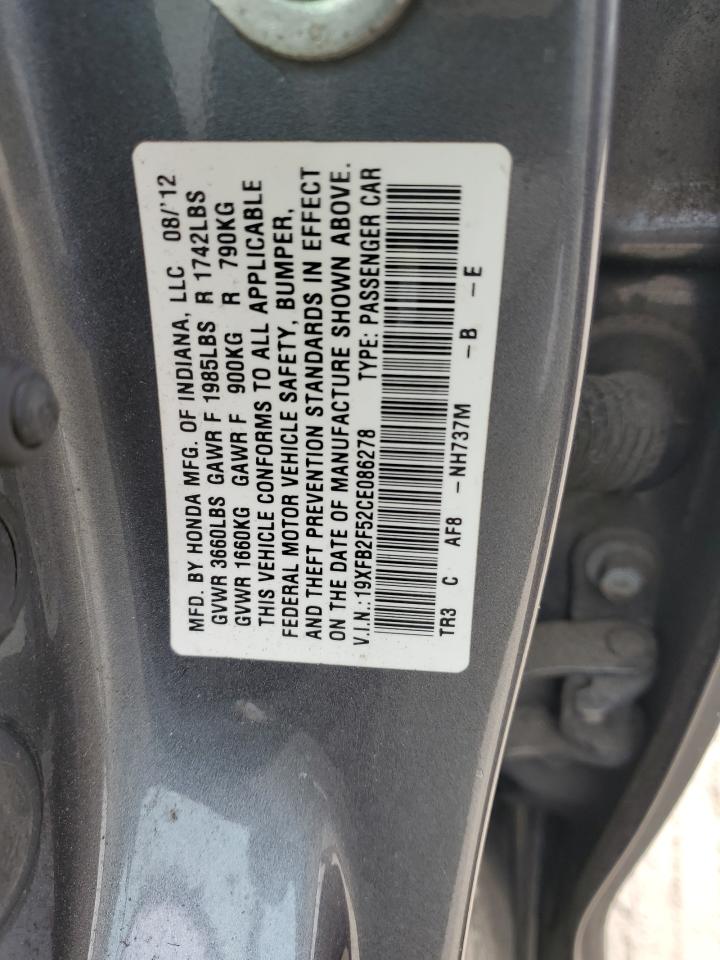 MFD. BY HONDA MFG. OF INDIANA, LLC 08/'12
GVWR 3660LBS GAWR F 1985LBS R 1742LBS
GVWR 1660KG GAWR F 900KG R 790KG
THIS VEHICLE CONFORMS TO ALL APPLICABLE
FEDERAL MOTOR VEHICLE SAFETY, BUMPER,
AND THEFT PREVENTION STANDARDS IN EFFECT
ON THE DATE OF MANUFACTURE SHOWN ABOVE.
V.I.N.: 19XFB2F52CE086278 TYPE: PASSENGER CAR
TR3 C AF8 -NH737M -B -E